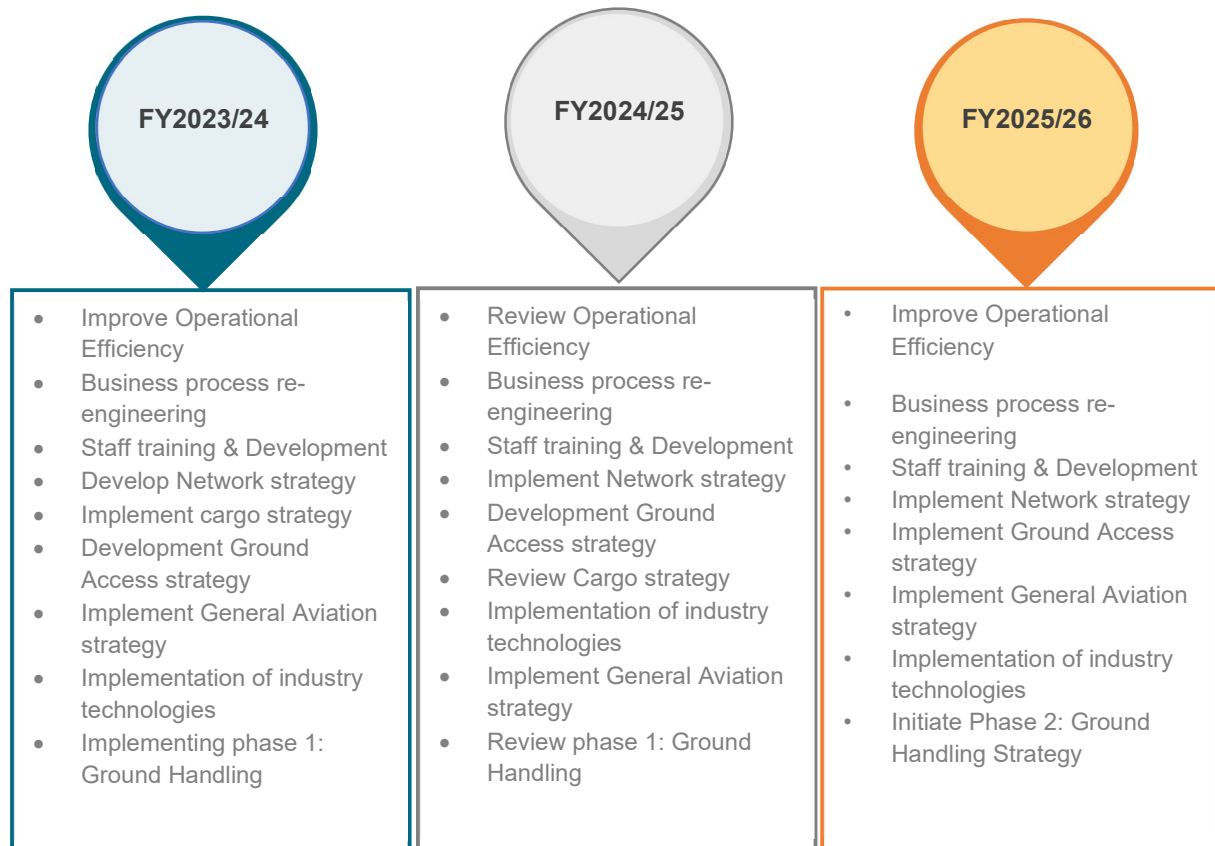 FY2023/24
• Improve Operational
Efficiency
• Business process re-
engineering
• Staff training & Development
• Develop Network strategy
• Implement cargo strategy
• Development Ground
Access strategy
• Implement General Aviation
strategy
• Implementation of industry
technologies
• Implementing phase 1:
Ground Handling
FY2024/25
• Review Operational
Efficiency
• Business process re-
engineering
• Staff training & Development
• Implement Network strategy
• Development Ground
Access strategy
• Review Cargo strategy
• Implementation of industry
technologies
• Implement General Aviation
strategy
• Review phase 1: Ground
Handling
FY2025/26
• Improve Operational
Efficiency
• Business process re-
engineering
• Staff training & Development
• Implement Network strategy
• Implement Ground Access
strategy
• Implement General Aviation
strategy
• Implementation of industry
technologies
• Initiate Phase 2: Ground
Handling Strategy